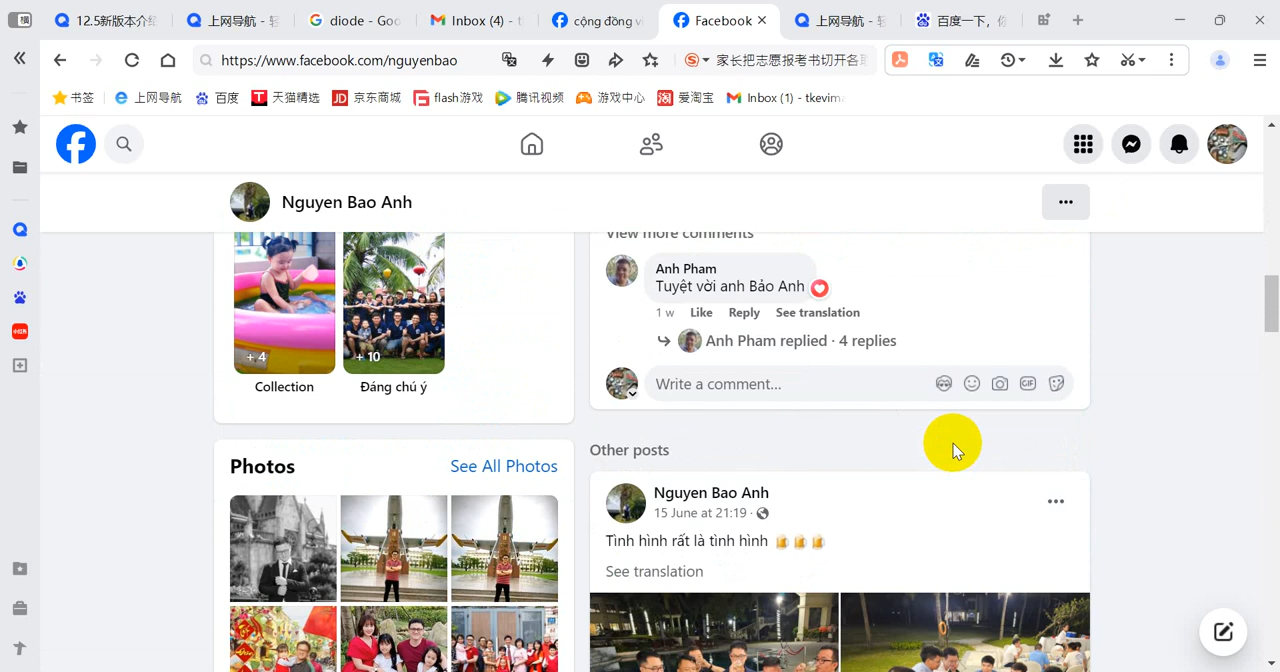 12.5新版本介绍
上网导航 - 轻
diode - Goo
Inbox (4) - t
cộng đồng v
Facebook
上网导航 - 轻
百度一下，你
https://www.facebook.com/nguyenbao
家长把志愿报考书切开各取
书签
上网导航
百度
天猫精选
京东商城
flash游戏
腾讯视频
游戏中心
爱淘宝
Inbox (1) - tkevima
Nguyen Bao Anh
View more comments
Anh Pham
Tuyệt vời anh Bảo Anh
1 w Like Reply See translation
Anh Pham replied · 4 replies
+ 4
+ 10
Collection
Đáng chú ý
Write a comment...
GIF
Photos
See All Photos
Other posts
Nguyen Bao Anh
15 June at 21:19 ·
Tình hình rất là tình hình
See translation